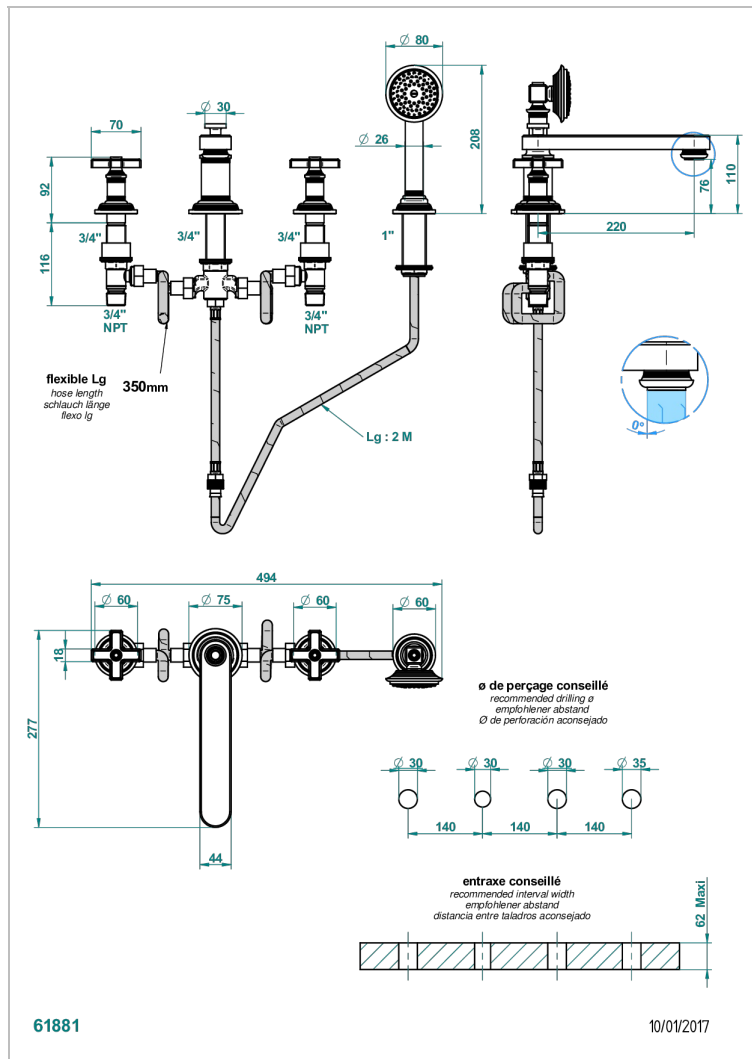 Ø 80
Ø 30
70
Ø 26
208
92
76
110
220
3/4"
3/4"
3/4"
1"
116
3/4"
NPT
3/4"
NPT
flexible Lg
hose length
schlauch länge
flexo lg
350mm
0°
Lg : 2 M
494
Ø 60
Ø 75
Ø 60
Ø 60
18
277
44
ø de perçage conseillé
recommended drilling ø
empfohlener abstand
Ø de perforación aconsejado
Ø 30
Ø 30
Ø 30
Ø 35
140
140
140
entraxe conseillé
recommended interval width
empfohlener abstand
distancia entre taladros aconsejado
62 Maxi
61881
10/01/2017